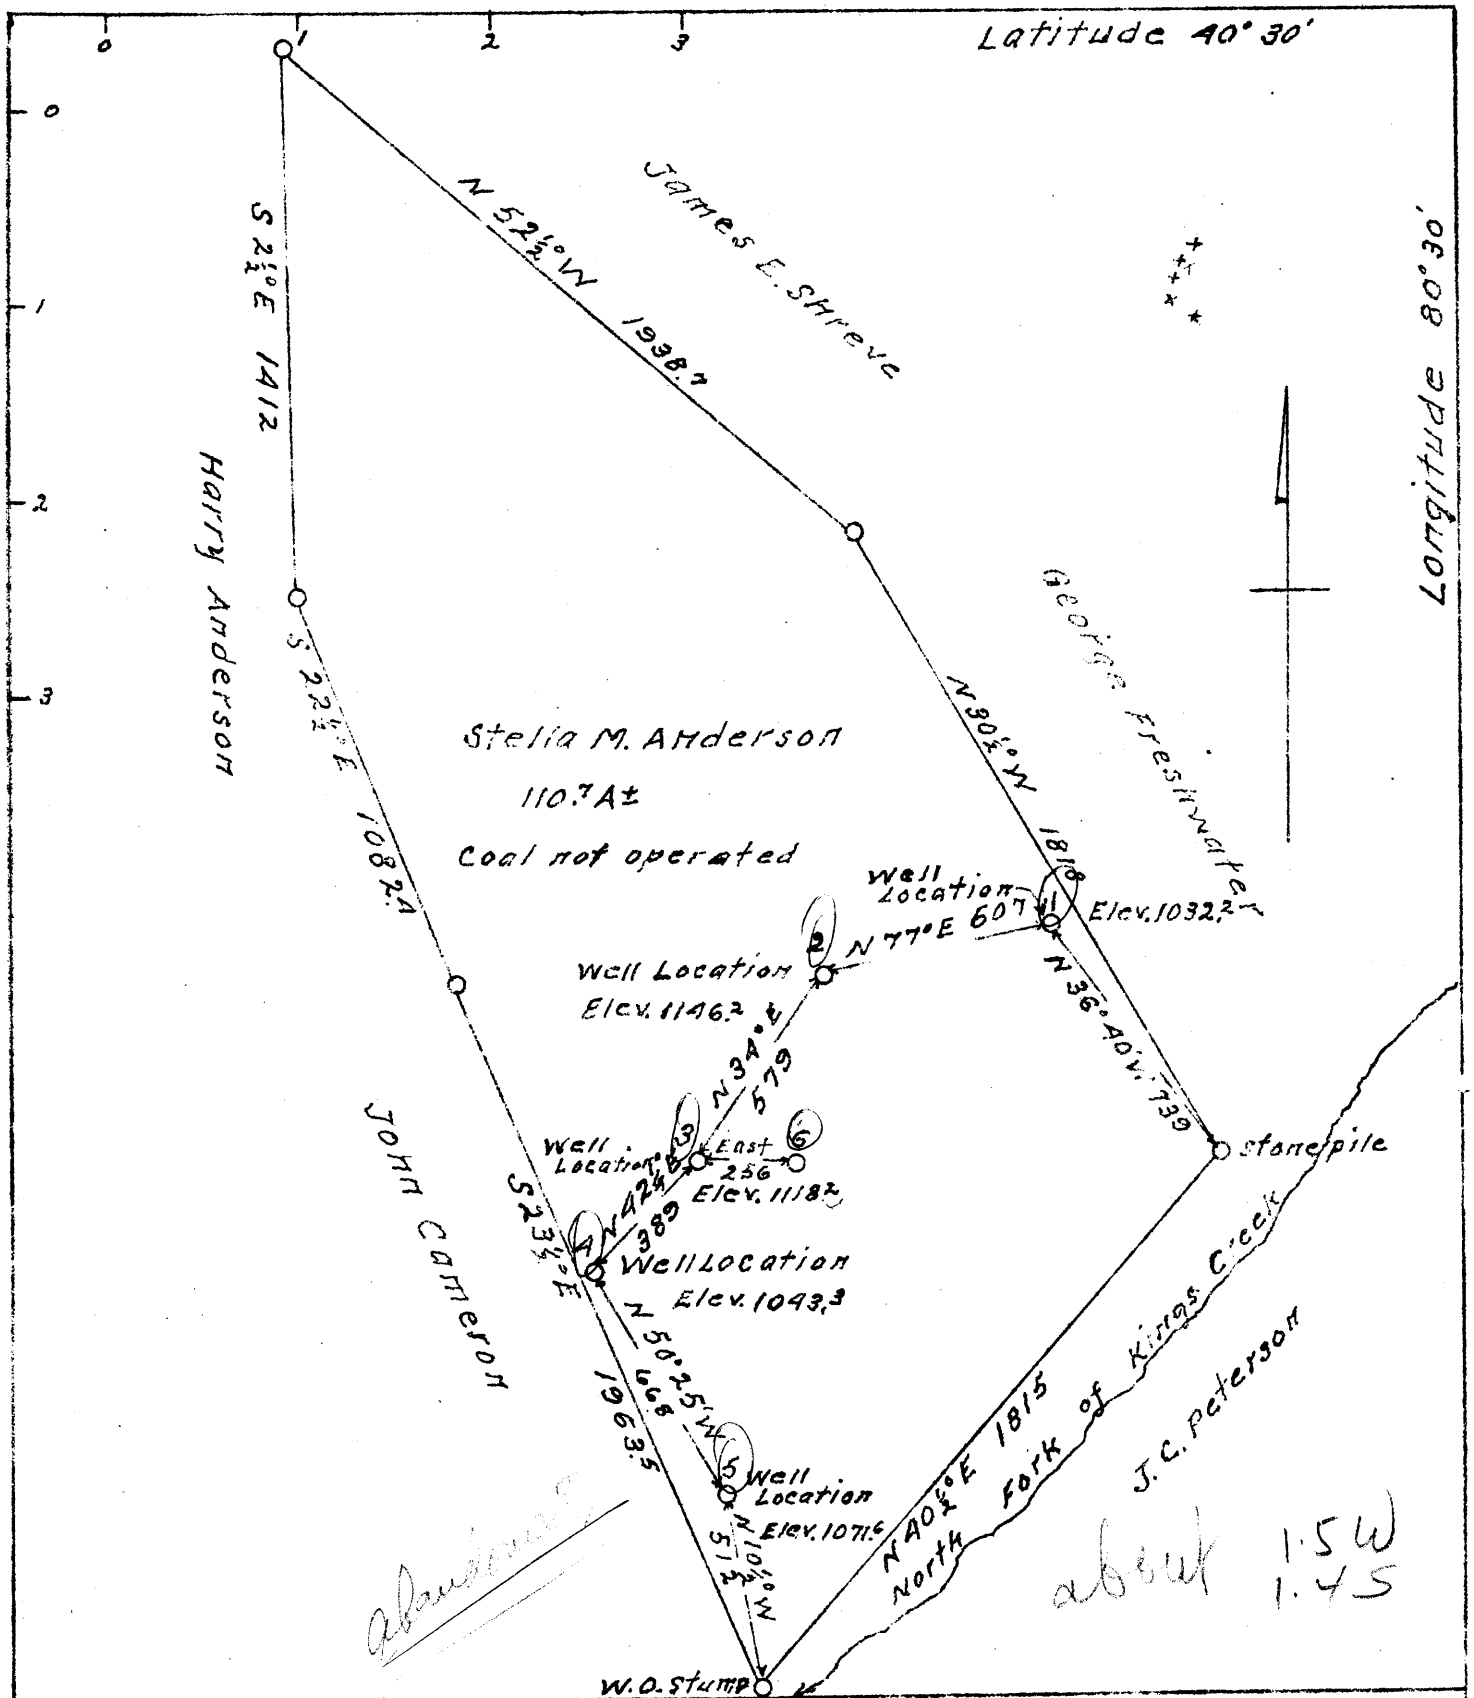 0 1 2 3
Latitude 40° 30'
0
1
2
3
Longitude 80° 30'
S 2½° E 1412
N 52½° W 1938.7
James E. Shreve
Harry Anderson
S 22½° E 1082.4
Stella M. Anderson
110.7 A±
Coal not operated
George Freshwater
N 30½° W 1818
Well
Location
11
Elev. 1032.2
N 77° E 607
2
Well Location
Elev. 1146.2
N 36° 40' W. 739
N 34° E
579
Stone pile
3
Well
Location
East
256
6
Elev. 1118.2
389
4
Well Location
Elev. 1043.3
John Cameron
S 23½° E
1963.5
N 50° 25' W
668
5
Well
Location
Elev. 1071.6
N 10½° W
512
N 40½° E 1815
North Fork of Kings Creek
J. C. Peterson
abandoned
about 1.5 W
1.4 S
W.O. Stump